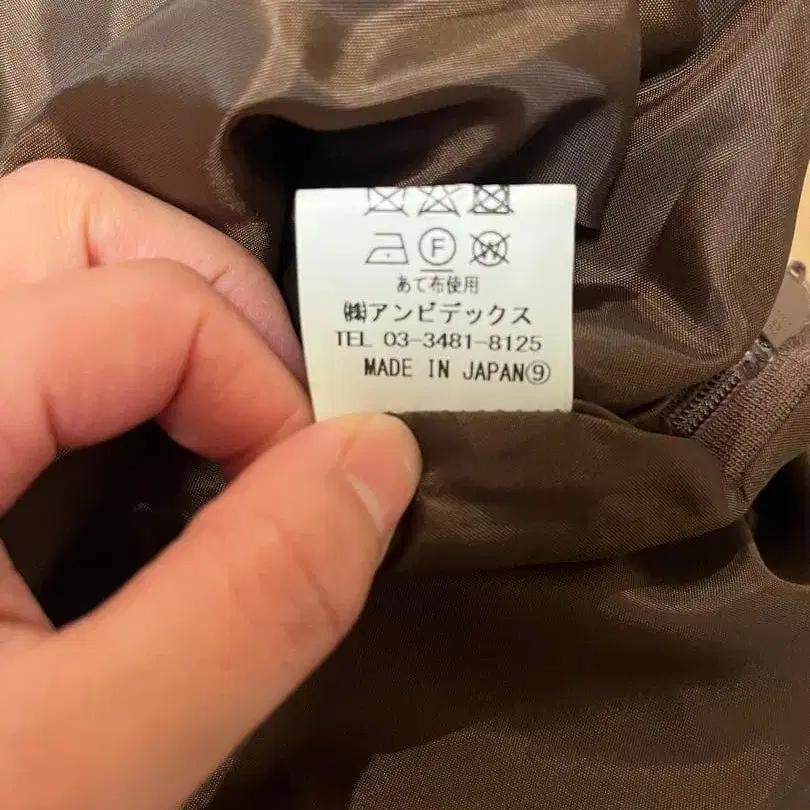 F W
あて布使用
㈱アンビデックス
TEL 03-3481-8125
MADE IN JAPAN⑨